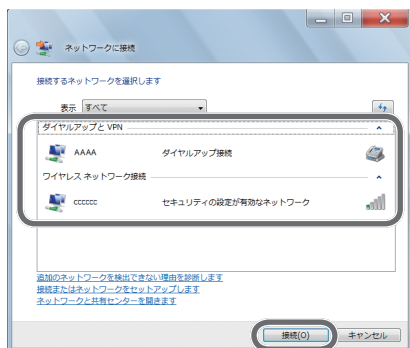 ネットワークに接続
接続するネットワークを選択します
表示 すべて
ダイヤルアップと VPN
AAAA ダイヤルアップ接続
ワイヤレス ネットワーク接続
cccccc セキュリティの設定が有効なネットワーク
追加のネットワークを検出できない理由を診断します
接続またはネットワークをセットアップします
ネットワークと共有センターを開きます
接続(O) キャンセル